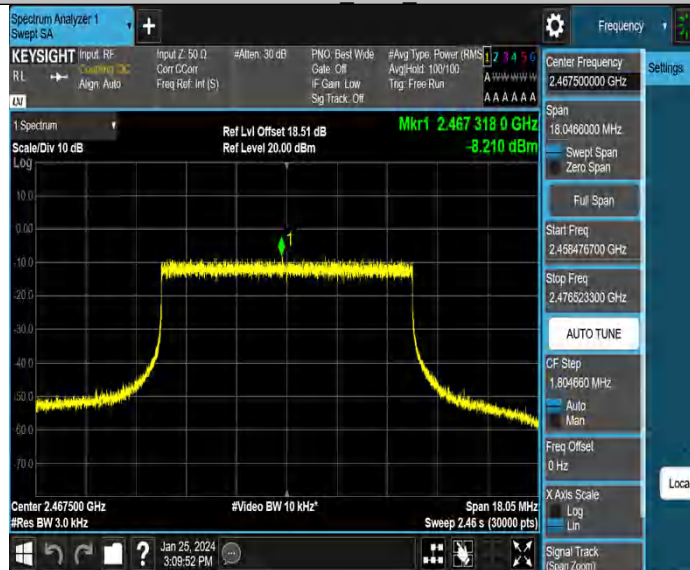 Spectrum Analyzer 1
Swept SA
+
Frequency
KEYSIGHT
RL
LXI
Input: RF
Coupling: DC
Align: Auto
Input Z: 50 Ω
Corr CCorr
Freq Ref: Int (S)
#Atten: 30 dB
PNO: Best Wide
Gate: Off
IF Gain: Low
Sig Track: Off
#Avg Type: Power (RMS
Avg|Hold: 100/100
Trig: Free Run
1 2 3 4 5 6
A W W W W W
A A A A A A
1 Spectrum
Scale/Div 10 dB
Log
Ref Lvl Offset 18.51 dB
Ref Level 20.00 dBm
Mkr1 2.467 318 0 GHz
-8.210 dBm
10.0
0.00
-10.0
-20.0
-30.0
-40.0
-50.0
-60.0
-70.0
1
Center 2.467500 GHz
#Res BW 3.0 kHz
#Video BW 10 kHz*
Span 18.05 MHz
Sweep 2.46 s (30000 pts)
Center Frequency
2.467500000 GHz
Settings
Span
18.0466000 MHz
Swept Span
Zero Span
Full Span
Start Freq
2.458476700 GHz
Stop Freq
2.476523300 GHz
AUTO TUNE
CF Step
1.804660 MHz
Auto
Man
Freq Offset
0 Hz
X Axis Scale
Log
Lin
Loca
Signal Track
(Span Zoom)
?
Jan 25, 2024
3:09:52 PM